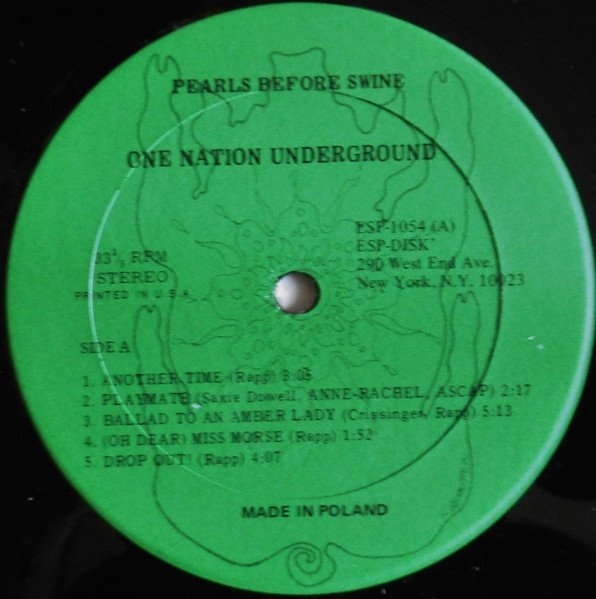 PEARLS BEFORE SWINE
ONE NATION UNDERGROUND
33⅓ RPM
STEREO
PRINTED IN U.S.A.
ESP-1054 (A)
ESP-DISK'
290 West End Ave.
New York, N.Y. 10023
SIDE A
1. ANOTHER TIME (Rapp) 3:05
2. PLAYMATE (Saxie Dowell, ANNE-RACHEL, ASCAP) 2:17
3. BALLAD TO AN AMBER LADY (Crissinger, Rapp) 5:13
4. (OH DEAR) MISS MORSE (Rapp) 1:52
5. DROP OUT! (Rapp) 4:07
MADE IN POLAND